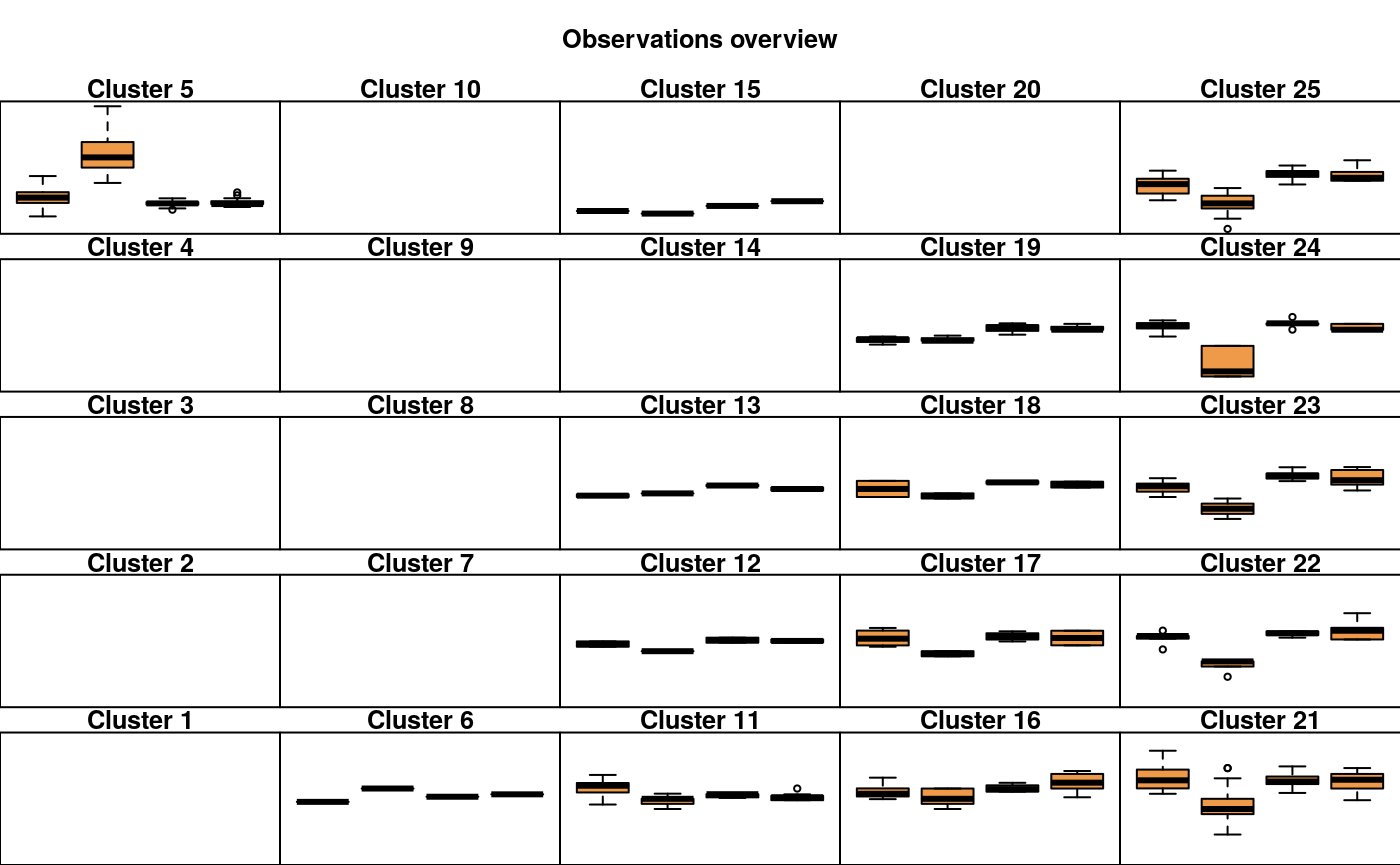 Observations overview
Cluster 5 Cluster 10 Cluster 15 Cluster 20 Cluster 25
Cluster 4 Cluster 9 Cluster 14 Cluster 19 Cluster 24
Cluster 3 Cluster 8 Cluster 13 Cluster 18 Cluster 23
Cluster 2 Cluster 7 Cluster 12 Cluster 17 Cluster 22
Cluster 1 Cluster 6 Cluster 11 Cluster 16 Cluster 21